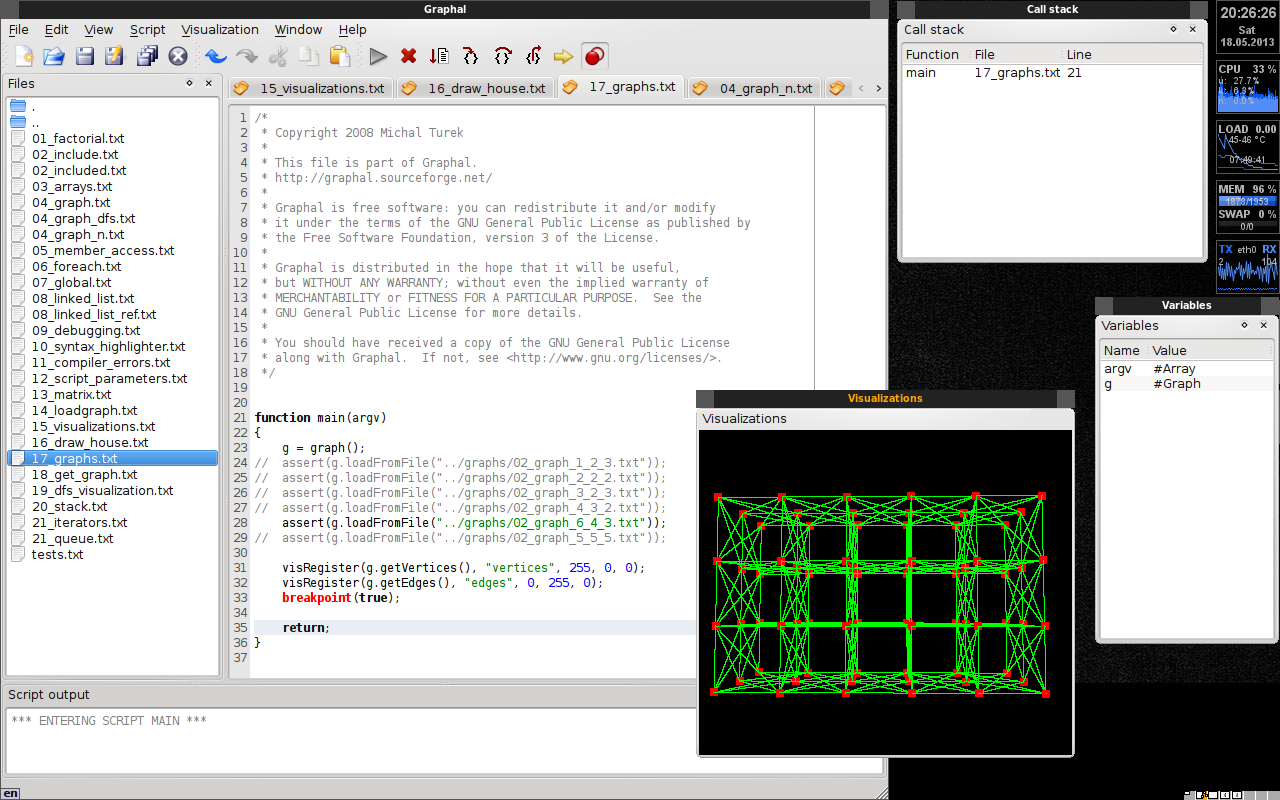 Graphal
File Edit View Script Visualization Window Help
Files
.
..
01_factorial.txt
02_include.txt
02_included.txt
03_arrays.txt
04_graph.txt
04_graph_dfs.txt
04_graph_n.txt
05_member_access.txt
06_foreach.txt
07_global.txt
08_linked_list.txt
08_linked_list_ref.txt
09_debugging.txt
10_syntax_highlighter.txt
11_compiler_errors.txt
12_script_parameters.txt
13_matrix.txt
14_loadgraph.txt
15_visualizations.txt
16_draw_house.txt
17_graphs.txt
18_get_graph.txt
19_dfs_visualization.txt
20_stack.txt
21_iterators.txt
21_queue.txt
tests.txt
15_visualizations.txt 16_draw_house.txt 17_graphs.txt 04_graph_n.txt
1 /*
2  * Copyright 2008 Michal Turek
3  *
4  * This file is part of Graphal.
5  * http://graphal.sourceforge.net/
6  *
7  * Graphal is free software: you can redistribute it and/or modify
8  * it under the terms of the GNU General Public License as published by
9  * the Free Software Foundation, version 3 of the License.
10  *
11  * Graphal is distributed in the hope that it will be useful,
12  * but WITHOUT ANY WARRANTY; without even the implied warranty of
13  * MERCHANTABILITY or FITNESS FOR A PARTICULAR PURPOSE.  See the
14  * GNU General Public License for more details.
15  *
16  * You should have received a copy of the GNU General Public License
17  * along with Graphal.  If not, see <http://www.gnu.org/licenses/>.
18  */
19
20
21 function main(argv)
22 {
23     g = graph();
24 //  assert(g.loadFromFile("../graphs/02_graph_1_2_3.txt"));
25 //  assert(g.loadFromFile("../graphs/02_graph_2_2_2.txt"));
26 //  assert(g.loadFromFile("../graphs/02_graph_3_2_3.txt"));
27 //  assert(g.loadFromFile("../graphs/02_graph_4_3_2.txt"));
28     assert(g.loadFromFile("../graphs/02_graph_6_4_3.txt"));
29 //  assert(g.loadFromFile("../graphs/02_graph_5_5_5.txt"));
30
31     visRegister(g.getVertices(), "vertices", 255, 0, 0);
32     visRegister(g.getEdges(), "edges", 0, 255, 0);
33     breakpoint(true);
34
35     return;
36 }
37
Script output
*** ENTERING SCRIPT MAIN ***
en
Visualizations
Visualizations
Call stack
Call stack
Function File Line
main 17_graphs.txt 21
Variables
Variables
Name Value
argv #Array
g #Graph
20:26:26
Sat
18.05.2013
CPU 33 %
27.7%
LOAD 0.00
45-46 °C
07:49:41
MEM 96 %
1878/1953
SWAP 0 %
0/0
TX eth0 RX
2 104